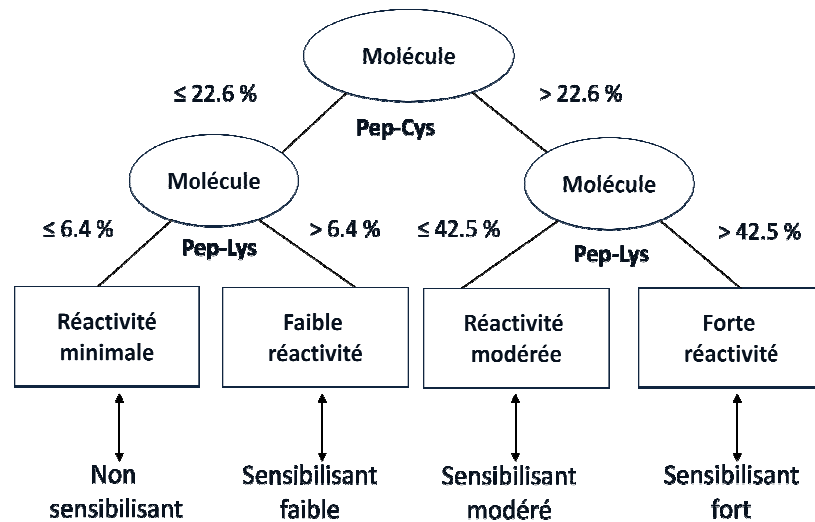 Molécule
≤ 22.6 %
> 22.6 %
Pep-Cys
Molécule
Molécule
≤ 6.4 %
> 6.4 %
≤ 42.5 %
> 42.5 %
Pep-Lys
Pep-Lys
Réactivité
minimale
Faible
réactivité
Réactivité
modérée
Forte
réactivité
Non
sensibilisant
Sensibilisant
faible
Sensibilisant
modéré
Sensibilisant
fort